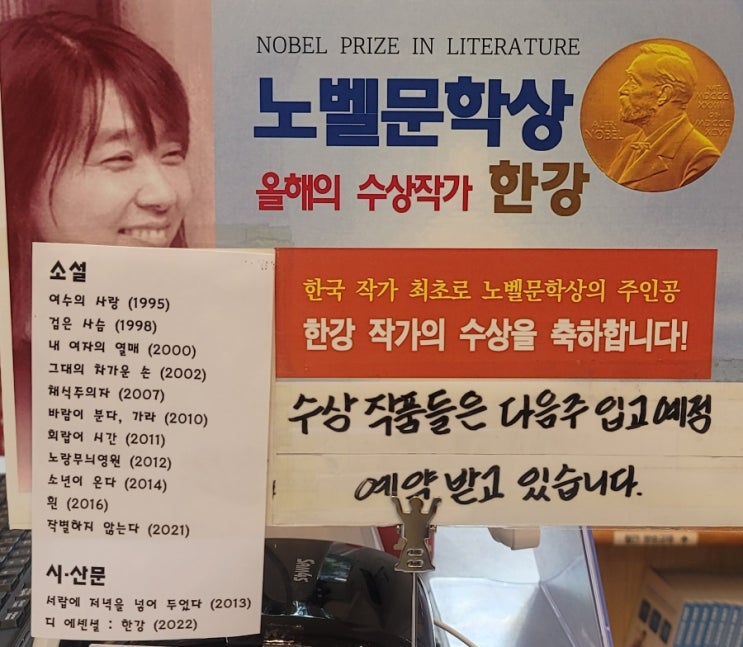 NOBEL PRIZE IN LITERATURE
노벨문학상
올해의 수상작가 한강
ALFR. NOBEL
한국 작가 최초로 노벨문학상의 주인공
한강 작가의 수상을 축하합니다!
수상 작품들은 다음주 입고예정
예약 받고 있습니다.
소설
여수의 사랑 (1995)
검은 사슴 (1998)
내 여자의 열매 (2000)
그대의 차가운 손 (2002)
채식주의자 (2007)
바람이 분다, 가라 (2010)
희랍어 시간 (2011)
노랑무늬영원 (2012)
소년이 온다 (2014)
흰 (2016)
작별하지 않는다 (2021)
시·산문
서랍에 저녁을 넣어 두었다 (2013)
디 에센셜 : 한강 (2022)